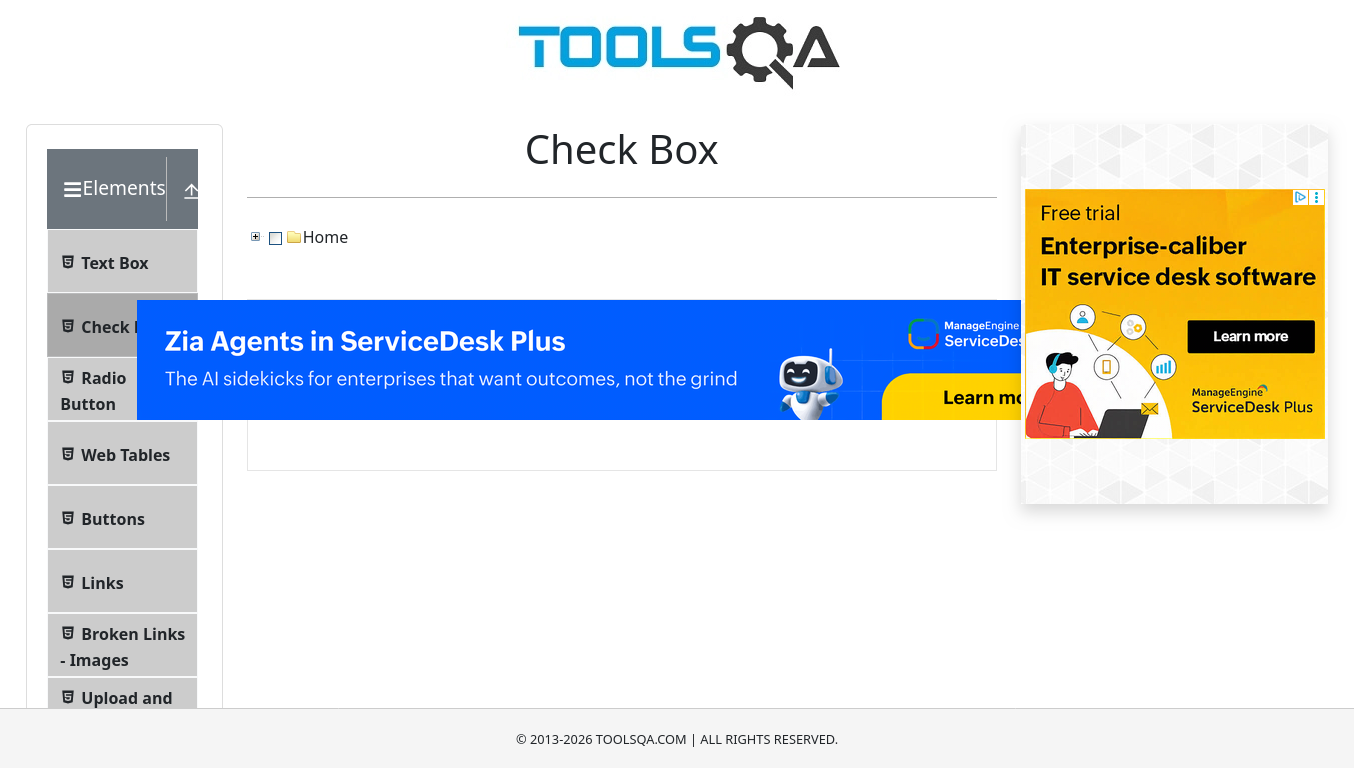 TOOLSQA
Check Box
Elements
Text Box
Check
Radio
Button
Web Tables
Buttons
Links
Broken Links
- Images
Upload and
Home
Zia Agents in ServiceDesk Plus
The AI sidekicks for enterprises that want outcomes, not the grind
ManageEngine
ServiceDes
Learn mo
Free trial
Enterprise-caliber
IT service desk software
Learn more
ManageEngine
ServiceDesk Plus
© 2013-2026 TOOLSQA.COM | ALL RIGHTS RESERVED.